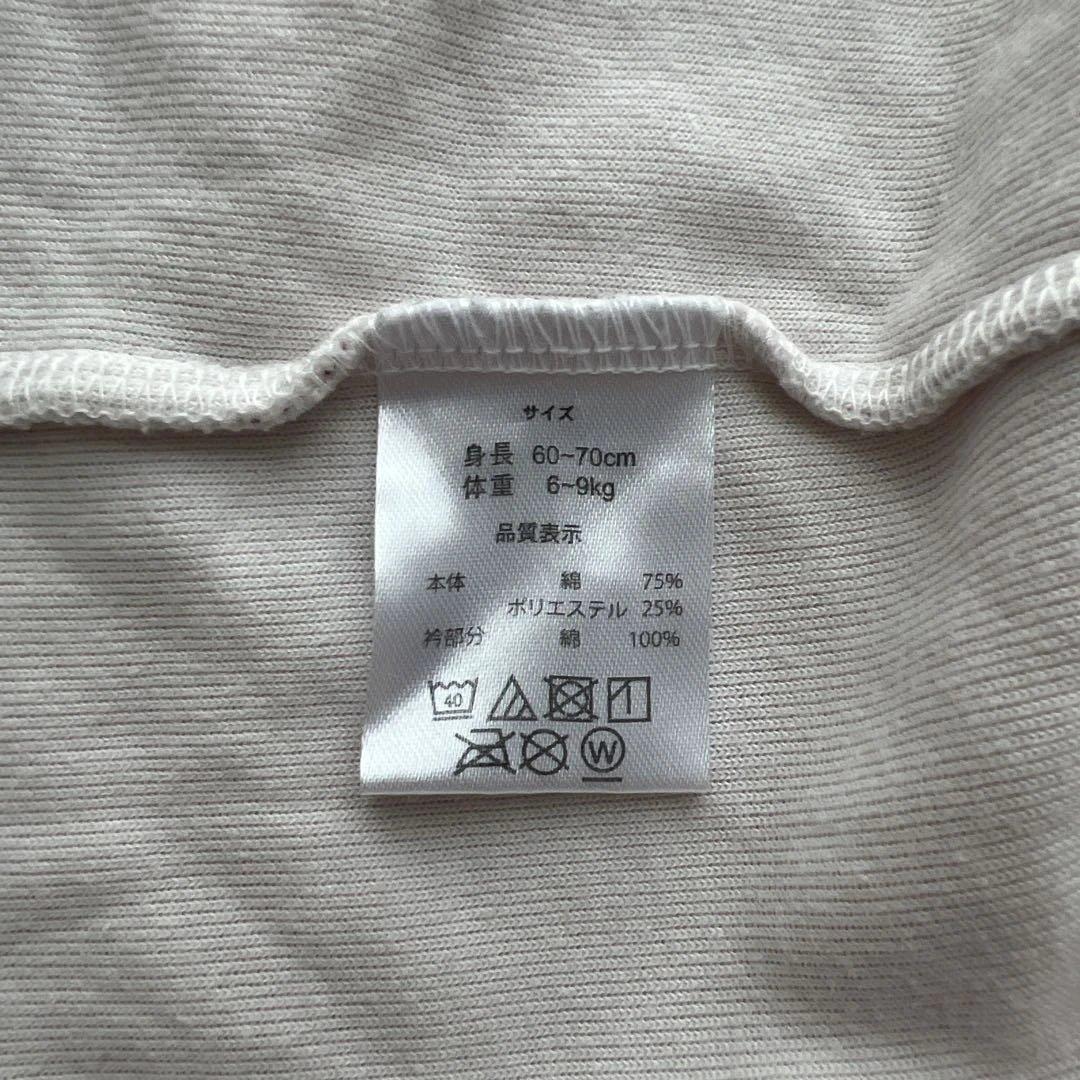 サイズ
身長 60~70cm
体重 6~9kg
品質表示
本体 綿 75%
ポリエステル 25%
衿部分 綿 100%
40
W